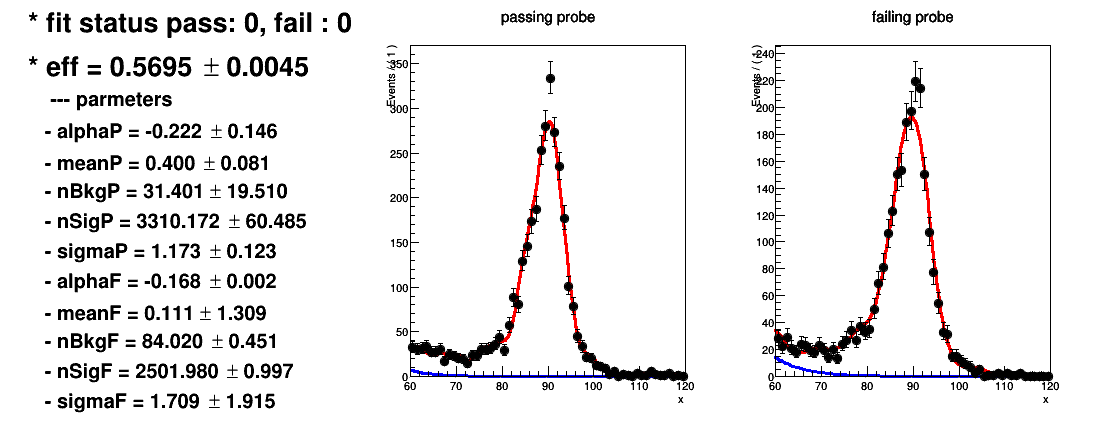 * fit status pass: 0, fail : 0
* eff = 0.5695 ± 0.0045
--- parmeters
- alphaP = -0.222 ± 0.146
- meanP = 0.400 ± 0.081
- nBkgP = 31.401 ± 19.510
- nSigP = 3310.172 ± 60.485
- sigmaP = 1.173 ± 0.123
- alphaF = -0.168 ± 0.002
- meanF = 0.111 ± 1.309
- nBkgF = 84.020 ± 0.451
- nSigF = 2501.980 ± 0.997
- sigmaF = 1.709 ± 1.915
passing probe
Events / ( 1 )
350
300
250
200
150
100
50
0
60 70 80 90 100 110 120
x
failing probe
Events / (
240
220
200
180
160
140
120
100
80
60
40
20
0
60 70 80 90 100 110 120
x